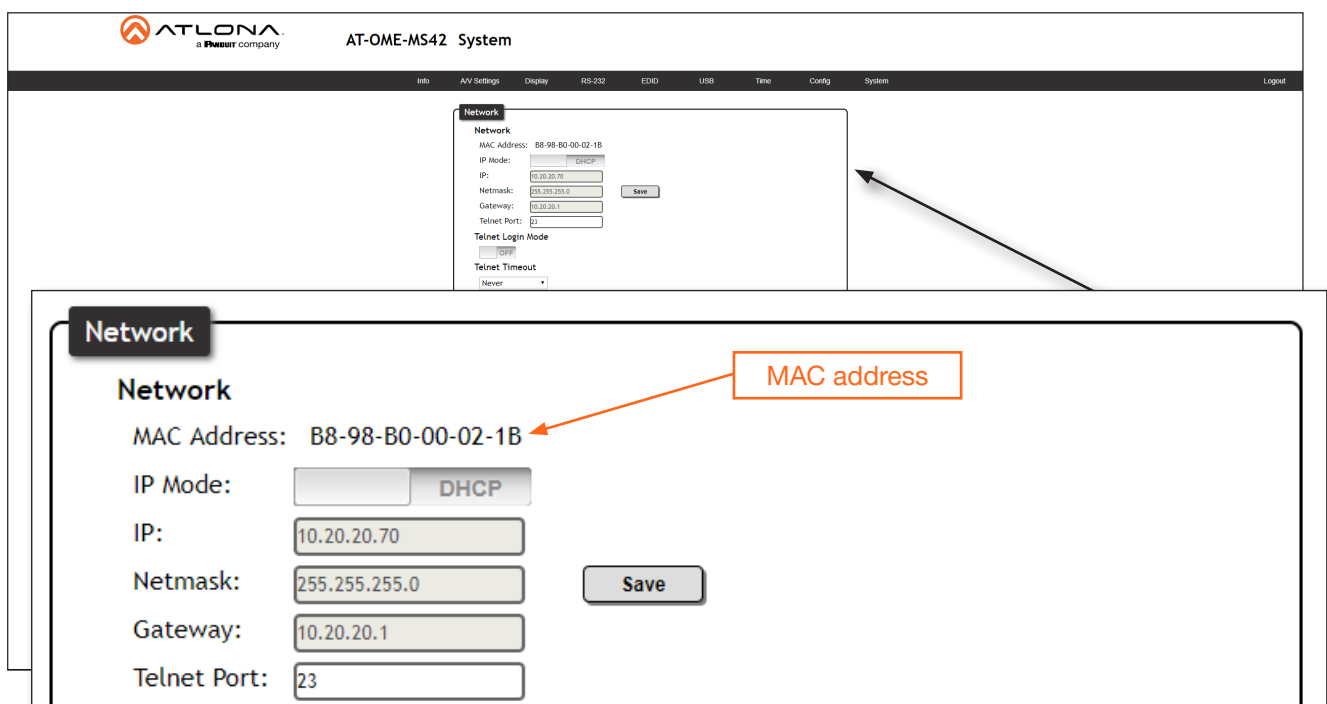 ATLONA.
a PANDUIT company
AT-OME-MS42 System
Info A/V Settings Display RS-232 EDID USB Time Config System Logout
Network
Network
MAC Address: B8-98-B0-00-02-1B
IP Mode: DHCP
IP: 10.20.20.70
Netmask: 255.255.255.0 Save
Gateway: 10.20.20.1
Telnet Port: 23
Telnet Login Mode
OFF
Telnet Timeout
Never
Network
Network
MAC address
MAC Address: B8-98-B0-00-02-1B
IP Mode: DHCP
IP: 10.20.20.70
Netmask: 255.255.255.0 Save
Gateway: 10.20.20.1
Telnet Port: 23